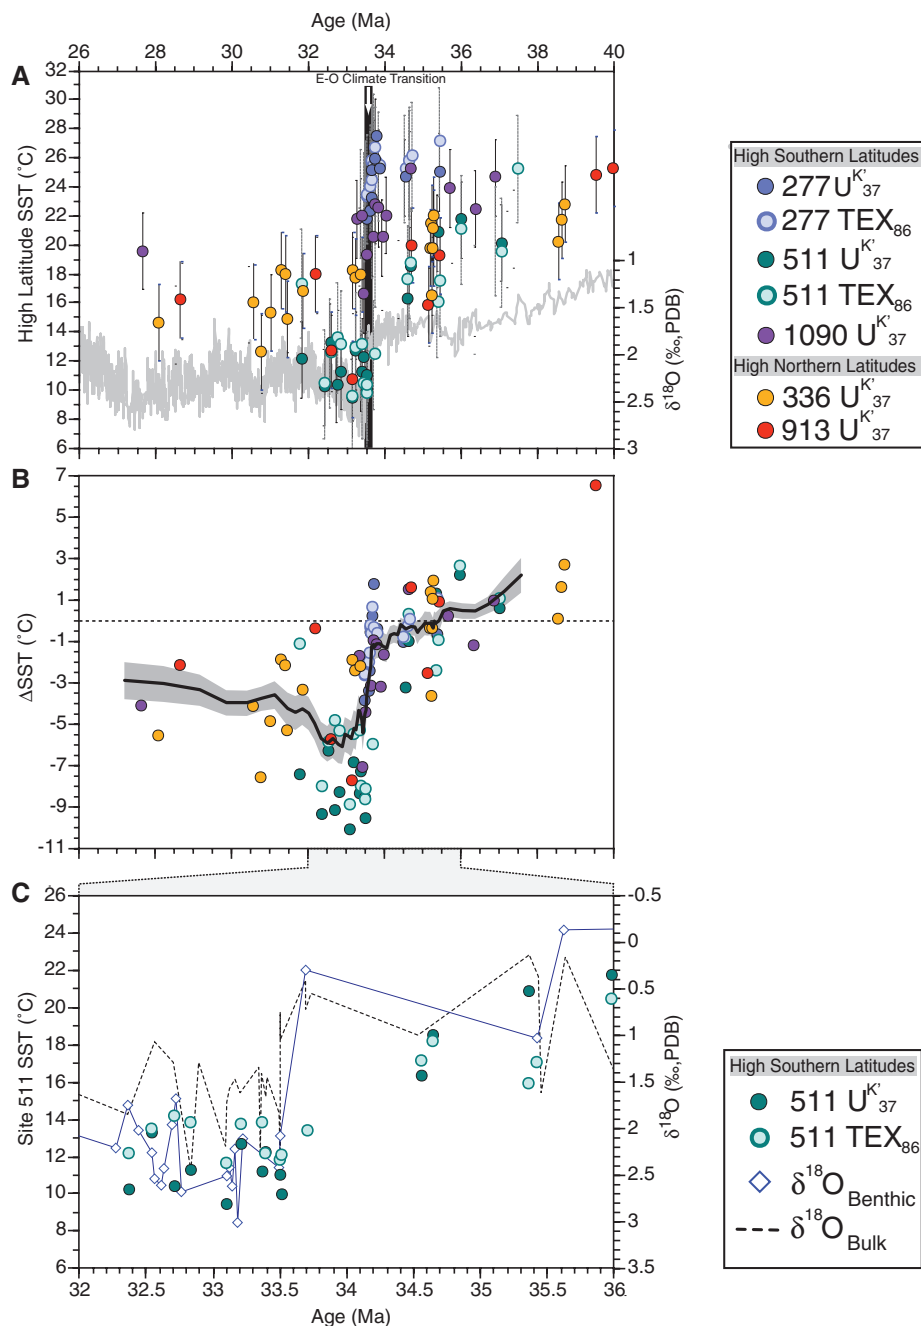 Age (Ma)
26 28 30 32 34 36 38 40
A
E-O Climate Transition
High Latitude SST (°C)
32
28
26
24
22
20
18
16
14
12
10
8
6
1
1.5
2
2.5
3
δ18O (‰,PDB)
High Southern Latitudes
277 UK'37
277 TEX86
511 UK'37
511 TEX86
1090 UK'37
High Northern Latitudes
336 UK'37
913 UK'37
B
ΔSST (°C)
7
5
3
1
-1
-3
-5
-7
-9
-11
C
Site 511 SST (°C)
26
24
22
20
18
16
14
12
10
8
6
-0.5
0
0.5
1
1.5
2
2.5
3
3.5
δ18O (‰,PDB)
32 32.5 33 33.5 34 34.5 35 35.5 36
Age (Ma)
High Southern Latitudes
511 UK'37
511 TEX86
δ18O Benthic
δ18O Bulk